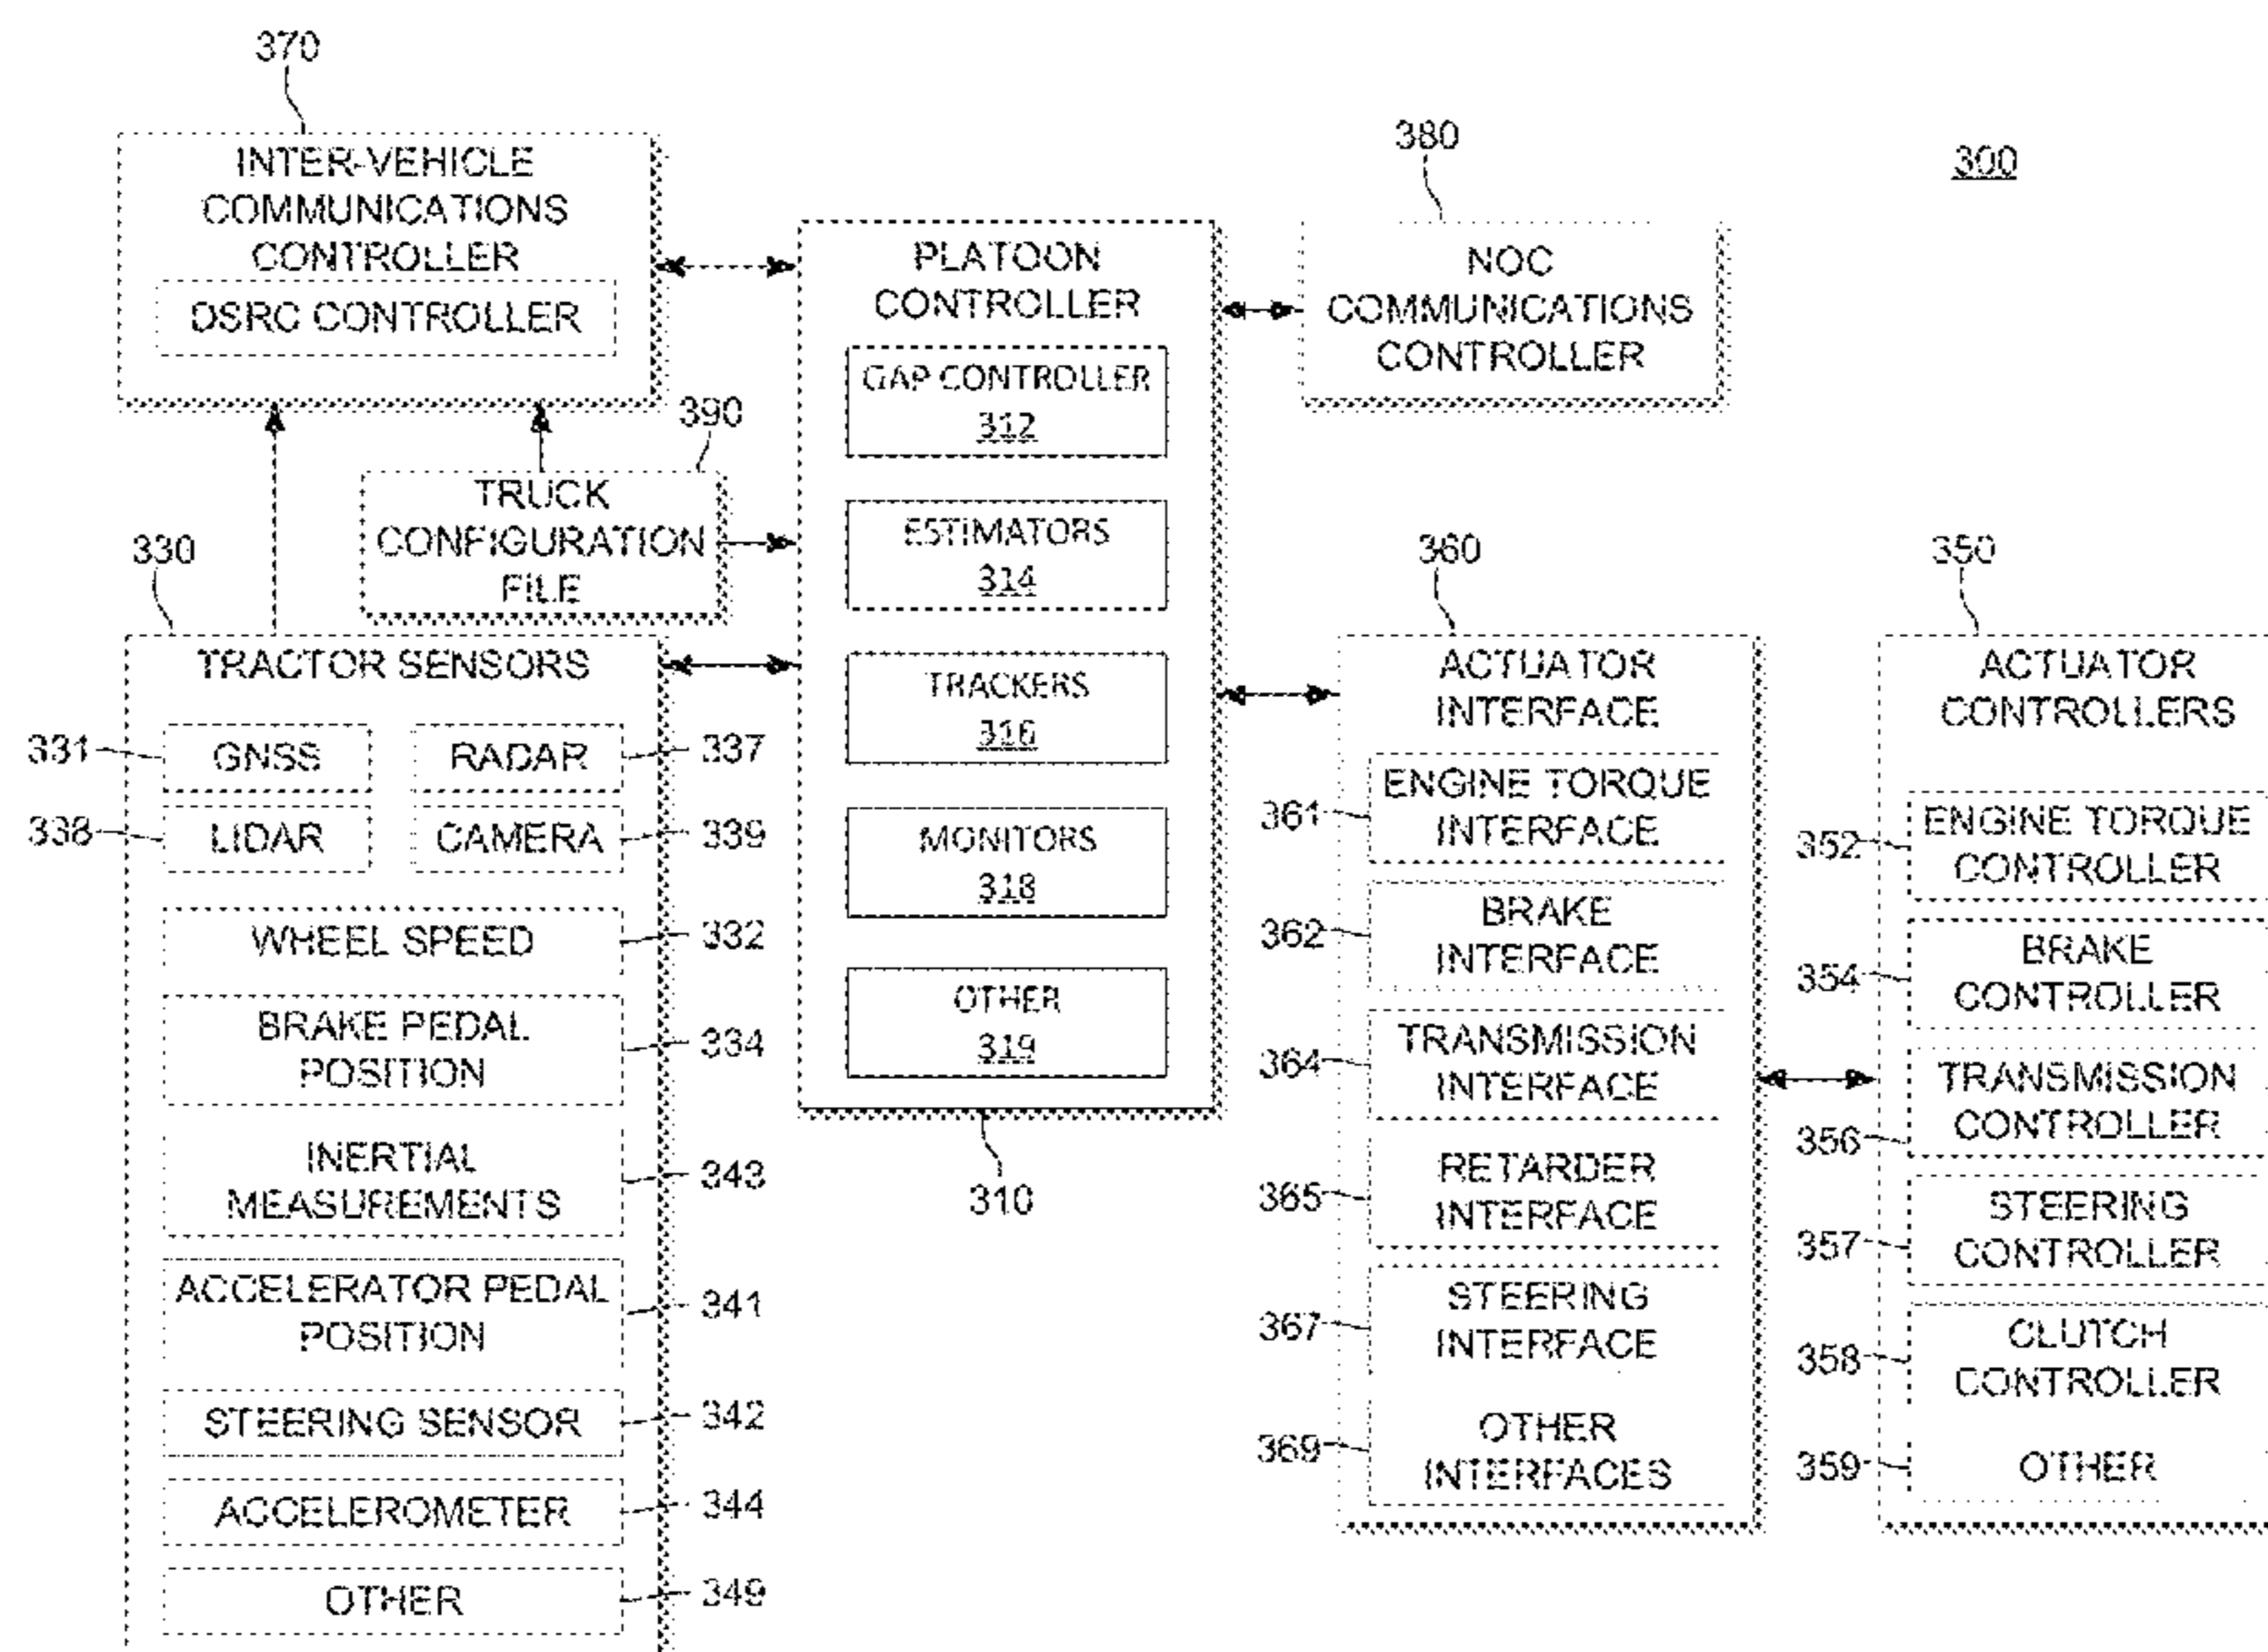 370
INTER-VEHICLE
COMMUNICATIONS
CONTROLLER
DSRC CONTROLLER
380
NOC
COMMUNICATIONS
CONTROLLER
300
PLATOON
CONTROLLER
GAP CONTROLLER
312
ESTIMATORS
314
TRACKERS
316
MONITORS
318
OTHER
319
310
390
TRUCK
CONFIGURATION
FILE
330
TRACTOR SENSORS
331
GNSS
RADAR
337
338
LIDAR
CAMERA
339
WHEEL SPEED
332
BRAKE PEDAL
POSITION
334
INERTIAL
MEASUREMENTS
343
ACCELERATOR PEDAL
POSITION
341
STEERING SENSOR
342
ACCELEROMETER
344
OTHER
349
360
ACTUATOR
INTERFACE
361
ENGINE TORQUE
INTERFACE
362
BRAKE
INTERFACE
364
TRANSMISSION
INTERFACE
365
RETARDER
INTERFACE
367
STEERING
INTERFACE
369
OTHER
INTERFACES
350
ACTUATOR
CONTROLLERS
352
ENGINE TORQUE
CONTROLLER
354
BRAKE
CONTROLLER
356
TRANSMISSION
CONTROLLER
357
STEERING
CONTROLLER
358
CLUTCH
CONTROLLER
359
OTHER